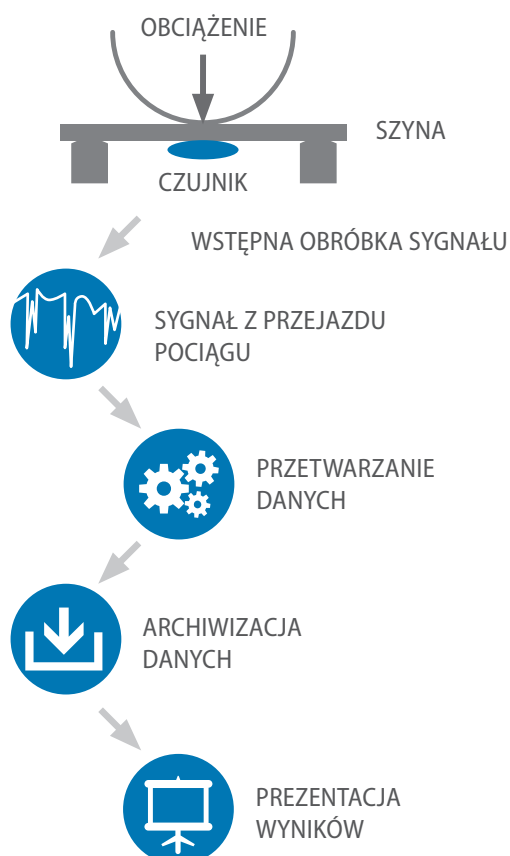 OBCIĄŻENIE
SZYNA
CZUJNIK
WSTĘPNA OBRÓBKA SYGNAŁU
SYGNAŁ Z PRZEJAZDU
POCIĄGU
PRZETWARZANIE
DANYCH
ARCHIWIZACJA
DANYCH
PREZENTACJA
WYNIKÓW